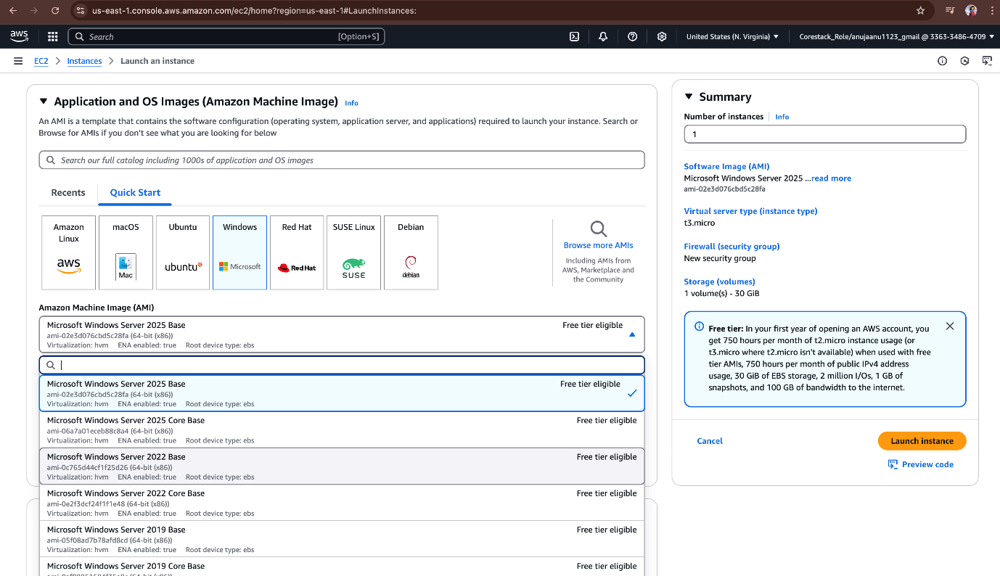 us-east-1.console.aws.amazon.com/ec2/home?region=us-east-1#LaunchInstances:
aws
Search
[Option+S]
United States (N. Virginia)
Corestack_Role/anujaanu1123_gmail @ 3363-3486-4709
EC2
Instances
Launch an instance
Application and OS Images (Amazon Machine Image)
Info
An AMI is a template that contains the software configuration (operating system, application server, and applications) required to launch your instance. Search or
Browse for AMIs if you don't see what you are looking for below
Search our full catalog including 1000s of application and OS images
Recents
Quick Start
Amazon
Linux
aws
macOS
Mac
Ubuntu
ubuntu
Windows
Microsoft
Red Hat
Red Hat
SUSE Linux
SUSE
Debian
debian
Browse more AMIs
Including AMIs from
AWS, Marketplace and
the Community
Amazon Machine Image (AMI)
Microsoft Windows Server 2025 Base
Free tier eligible
ami-02e3d076cbd5c28fa (64-bit (x86))
Virtualization: hvm ENA enabled: true Root device type: ebs
Microsoft Windows Server 2025 Base
Free tier eligible
ami-02e3d076cbd5c28fa (64-bit (x86))
Virtualization: hvm ENA enabled: true Root device type: ebs
Microsoft Windows Server 2025 Core Base
Free tier eligible
ami-06a7a01eceb88c8a4 (64-bit (x86))
Virtualization: hvm ENA enabled: true Root device type: ebs
Microsoft Windows Server 2022 Base
Free tier eligible
ami-0c765d44cf1f25d26 (64-bit (x86))
Virtualization: hvm ENA enabled: true Root device type: ebs
Microsoft Windows Server 2022 Core Base
Free tier eligible
ami-0e2f3dcf24f1f1e48 (64-bit (x86))
Virtualization: hvm ENA enabled: true Root device type: ebs
Microsoft Windows Server 2019 Base
Free tier eligible
ami-05f08ad7b78afd8cd (64-bit (x86))
Virtualization: hvm ENA enabled: true Root device type: ebs
Microsoft Windows Server 2019 Core Base
Free tier eligible
Summary
Number of instances
Info
1
Software Image (AMI)
Microsoft Windows Server 2025 ...read more
ami-02e3d076cbd5c28fa
Virtual server type (instance type)
t3.micro
Firewall (security group)
New security group
Storage (volumes)
1 volume(s) - 30 GiB
Free tier: In your first year of opening an AWS account, you
get 750 hours per month of t2.micro instance usage (or
t3.micro where t2.micro isn't available) when used with free
tier AMIs, 750 hours per month of public IPv4 address
usage, 30 GiB of EBS storage, 2 million I/Os, 1 GB of
snapshots, and 100 GB of bandwidth to the internet.
Cancel
Launch instance
Preview code